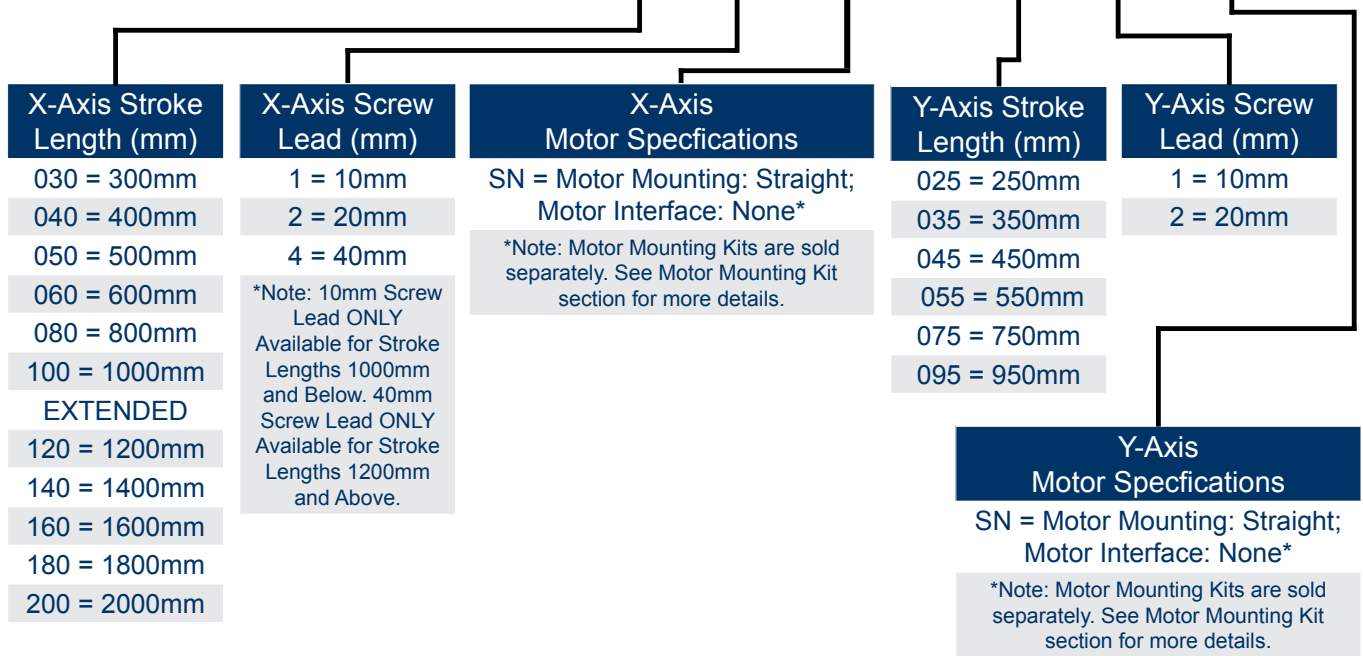 X-Axis Stroke
Length (mm)
030 = 300mm
040 = 400mm
050 = 500mm
060 = 600mm
080 = 800mm
100 = 1000mm
EXTENDED
120 = 1200mm
140 = 1400mm
160 = 1600mm
180 = 1800mm
200 = 2000mm
X-Axis Screw
Lead (mm)
1 = 10mm
2 = 20mm
4 = 40mm
*Note: 10mm Screw
Lead ONLY
Available for Stroke
Lengths 1000mm
and Below. 40mm
Screw Lead ONLY
Available for Stroke
Lengths 1200mm
and Above.
X-Axis
Motor Specfications
SN = Motor Mounting: Straight;
Motor Interface: None*
*Note: Motor Mounting Kits are sold
separately. See Motor Mounting Kit
section for more details.
Y-Axis Stroke
Length (mm)
025 = 250mm
035 = 350mm
045 = 450mm
055 = 550mm
075 = 750mm
095 = 950mm
Y-Axis Screw
Lead (mm)
1 = 10mm
2 = 20mm
Y-Axis
Motor Specfications
SN = Motor Mounting: Straight;
Motor Interface: None*
*Note: Motor Mounting Kits are sold
separately. See Motor Mounting Kit
section for more details.